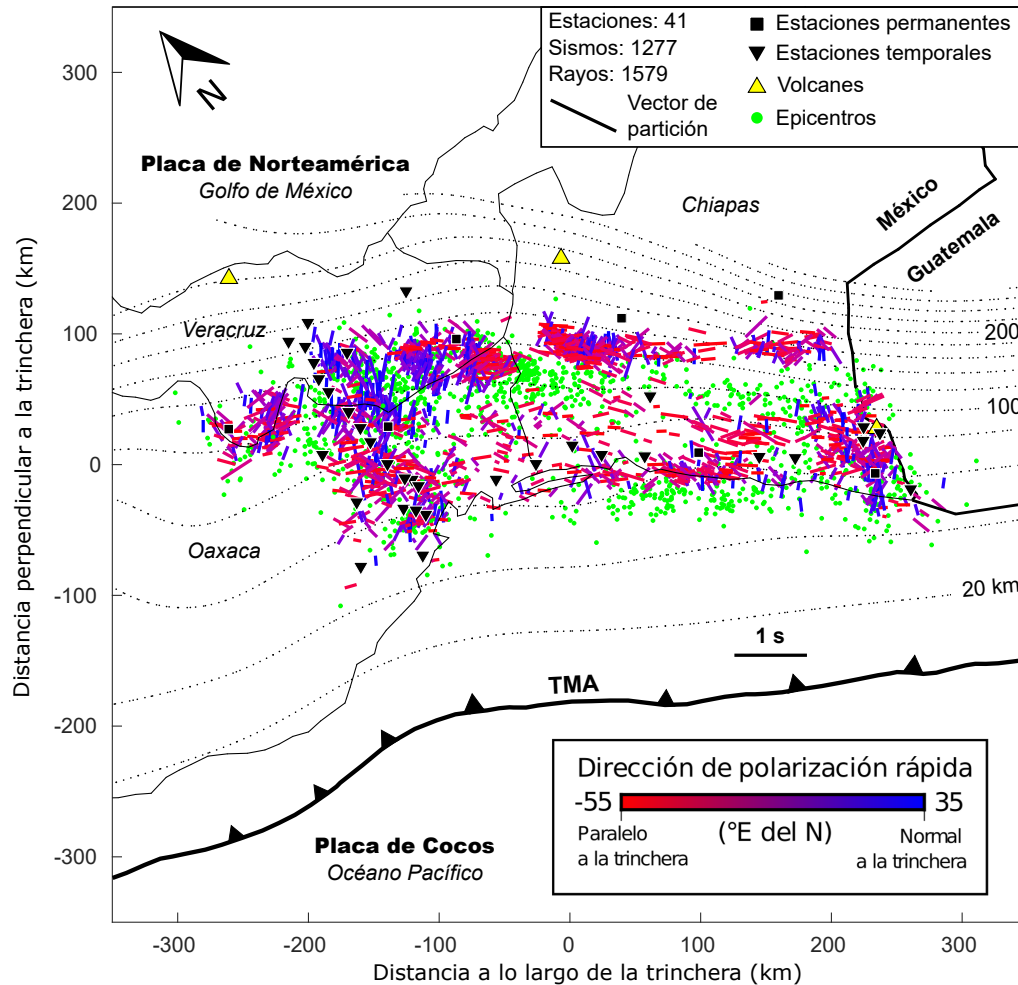 Estaciones: 41
Sismos: 1277
Rayos: 1579
Vector de
partición
Estaciones permanentes
Estaciones temporales
Volcanes
Epicentros
N
Placa de Norteamérica
Golfo de México
Chiapas
México
Guatemala
Veracruz
Oaxaca
200
100
20 km
1 s
TMA
Placa de Cocos
Océano Pacífico
Dirección de polarización rápida
-55
35
(°E del N)
Paralelo
a la trinchera
Normal
a la trinchera
300
200
100
0
-100
-200
-300
Distancia perpendicular a la trinchera (km)
-300
-200
-100
0
100
200
300
Distancia a lo largo de la trinchera (km)